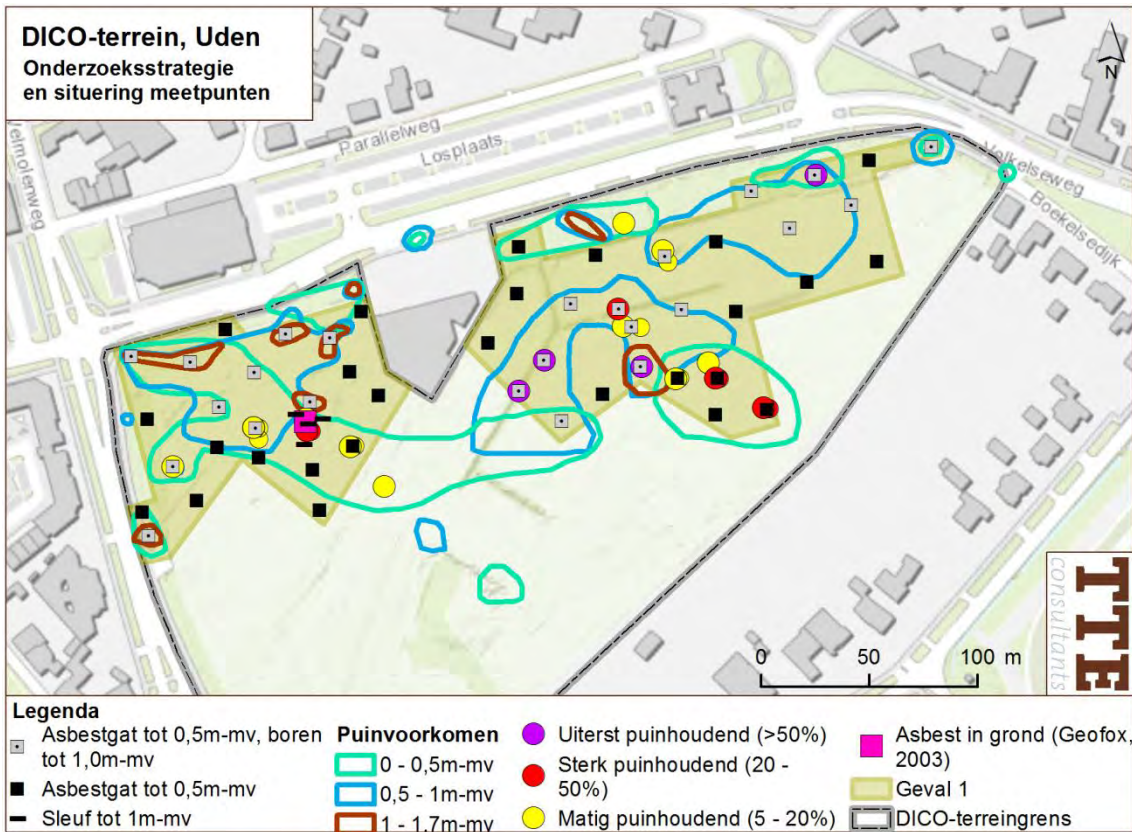 DICO-terrein, Uden
Onderzoeksstrategie
en situering meetpunten
N
Velmolenweg
Parallelweg
Losplaats
Volkelseweg
Boekelsedijk
0 50 100 m
TTE
consultants
Legenda
Asbestgat tot 0,5m-mv, boren
tot 1,0m-mv
Asbestgat tot 0,5m-mv
Sleuf tot 1m-mv
Puinvoorkomen
0 - 0,5m-mv
0,5 - 1m-mv
1 - 1,7m-mv
Uiterst puinhoudend (>50%)
Sterk puinhoudend (20 -
50%)
Matig puinhoudend (5 - 20%)
Asbest in grond (Geofox,
2003)
Geval 1
DICO-terreingrens